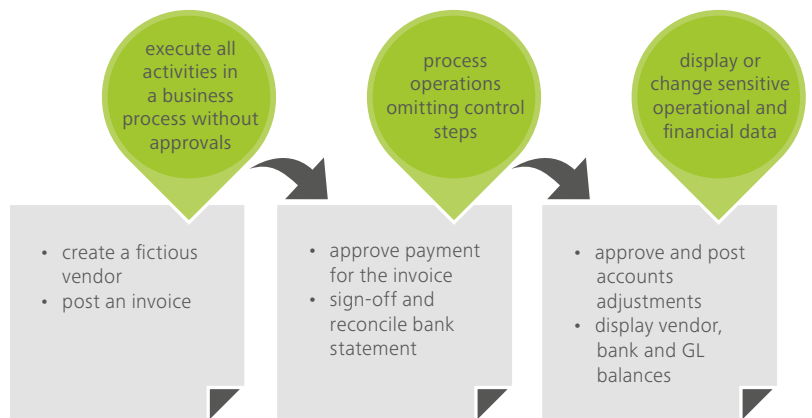 execute all
activities in
a business
process without
approvals
process
operations
omitting control
steps
display or
change sensitive
operational and
financial data
• create a fictious
vendor
• post an invoice
• approve payment
for the invoice
• sign-off and
reconcile bank
statement
• approve and post
accounts
adjustments
• display vendor,
bank and GL
balances